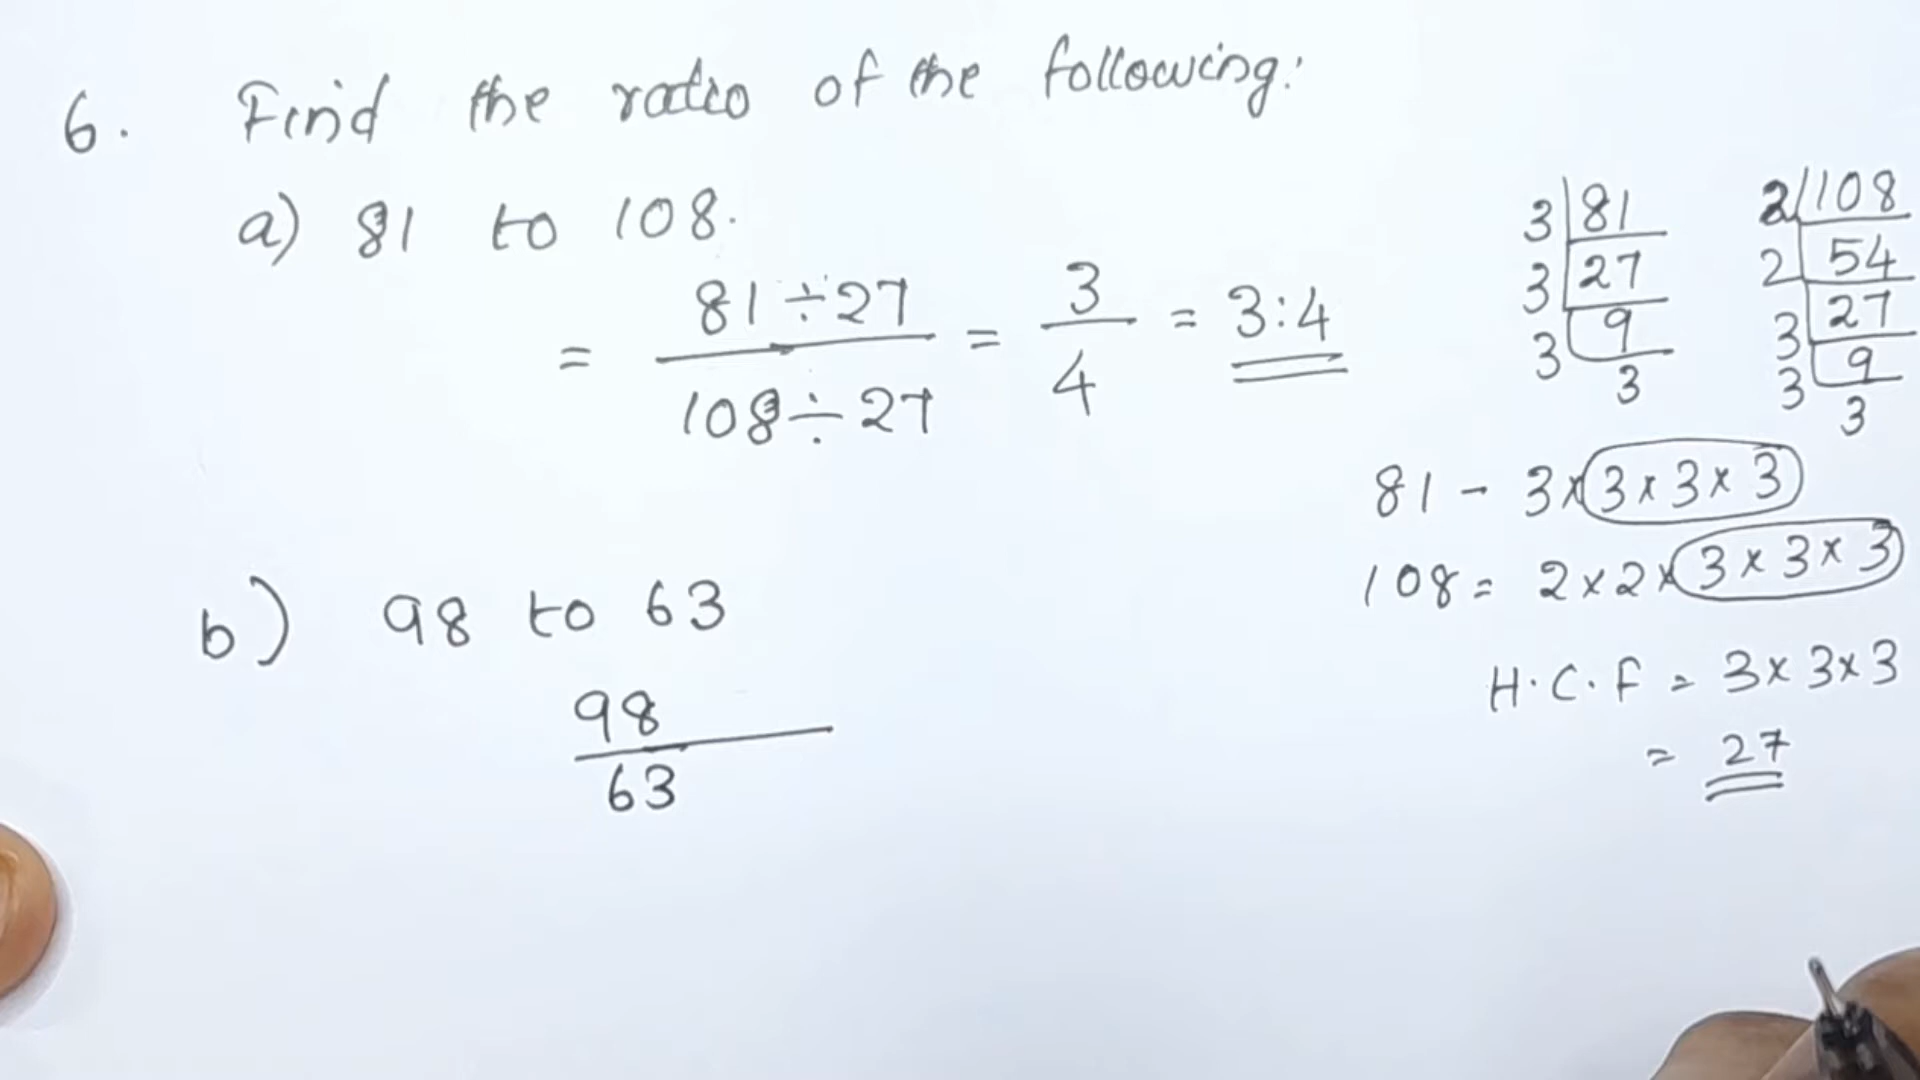 6. Find the ratio of the following:
a) 81 to 108.
= 81 ÷ 27 / 108 ÷ 27 = 3 / 4 = 3:4
b) 98 to 63
98
63
3 | 81
3 | 27
3 | 9
3
2 | 108
2 | 54
3 | 27
3 | 9
3
81 - 3 × 3 × 3 × 3
108 = 2 × 2 × 3 × 3 × 3
H.C.F = 3 × 3 × 3
= 27